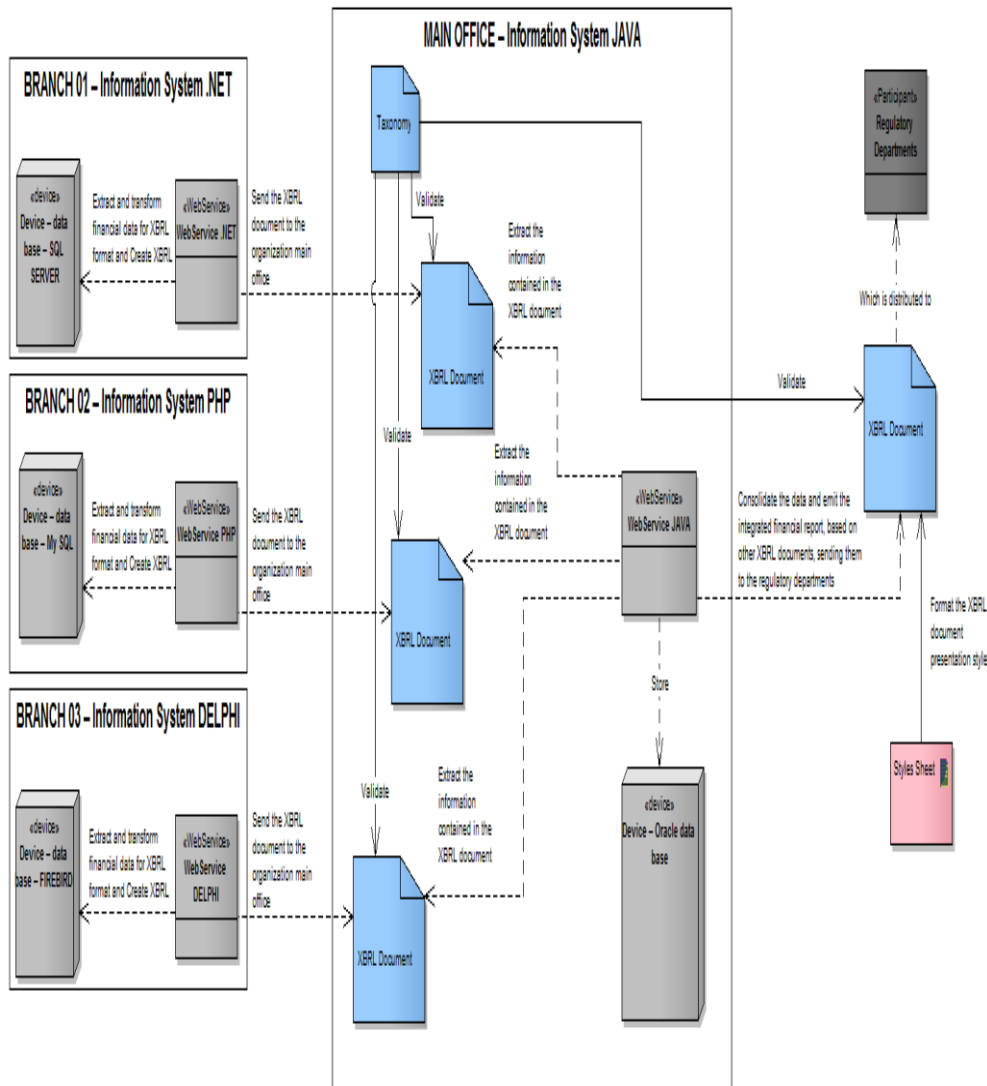 MAIN OFFICE – Information System JAVA
BRANCH 01 – Information System .NET
«device»
Device – data
base – SQL
SERVER
Extract and transform
financial data for XBRL
format and Create XBRL
«WebService»
WebService .NET
Send the XBRL
document to the
organization main
office
BRANCH 02 – Information System PHP
«device»
Device – data
base – My SQL
Extract and transform
financial data for XBRL
format and Create XBRL
«WebService»
WebService PHP
Send the XBRL
document to the
organization main
office
BRANCH 03 – Information System DELPHI
«device»
Device – data
base – FIREBIRD
Extract and transform
financial data for XBRL
format and Create XBRL
«WebService»
WebService
DELPHI
Send the XBRL
document to the
organization main
office
Taxonomy
Validate
Extract the
information
contained in the
XBRL document
XBRL Document
Validate
Extract the
information
contained in the
XBRL document
XBRL Document
Validate
Extract the
information
contained in the
XBRL document
XBRL Document
«WebService»
WebService JAVA
Store
«device»
Device – Oracle data
base
Validate
Consolidate the data and emit the
integrated financial report, based on
other XBRL documents, sending them
to the regulatory departments
«Participant»
Regulatory
Departments
Which is distributed to
XBRL Document
Format the XBRL
document
presentation style
Styles Sheet